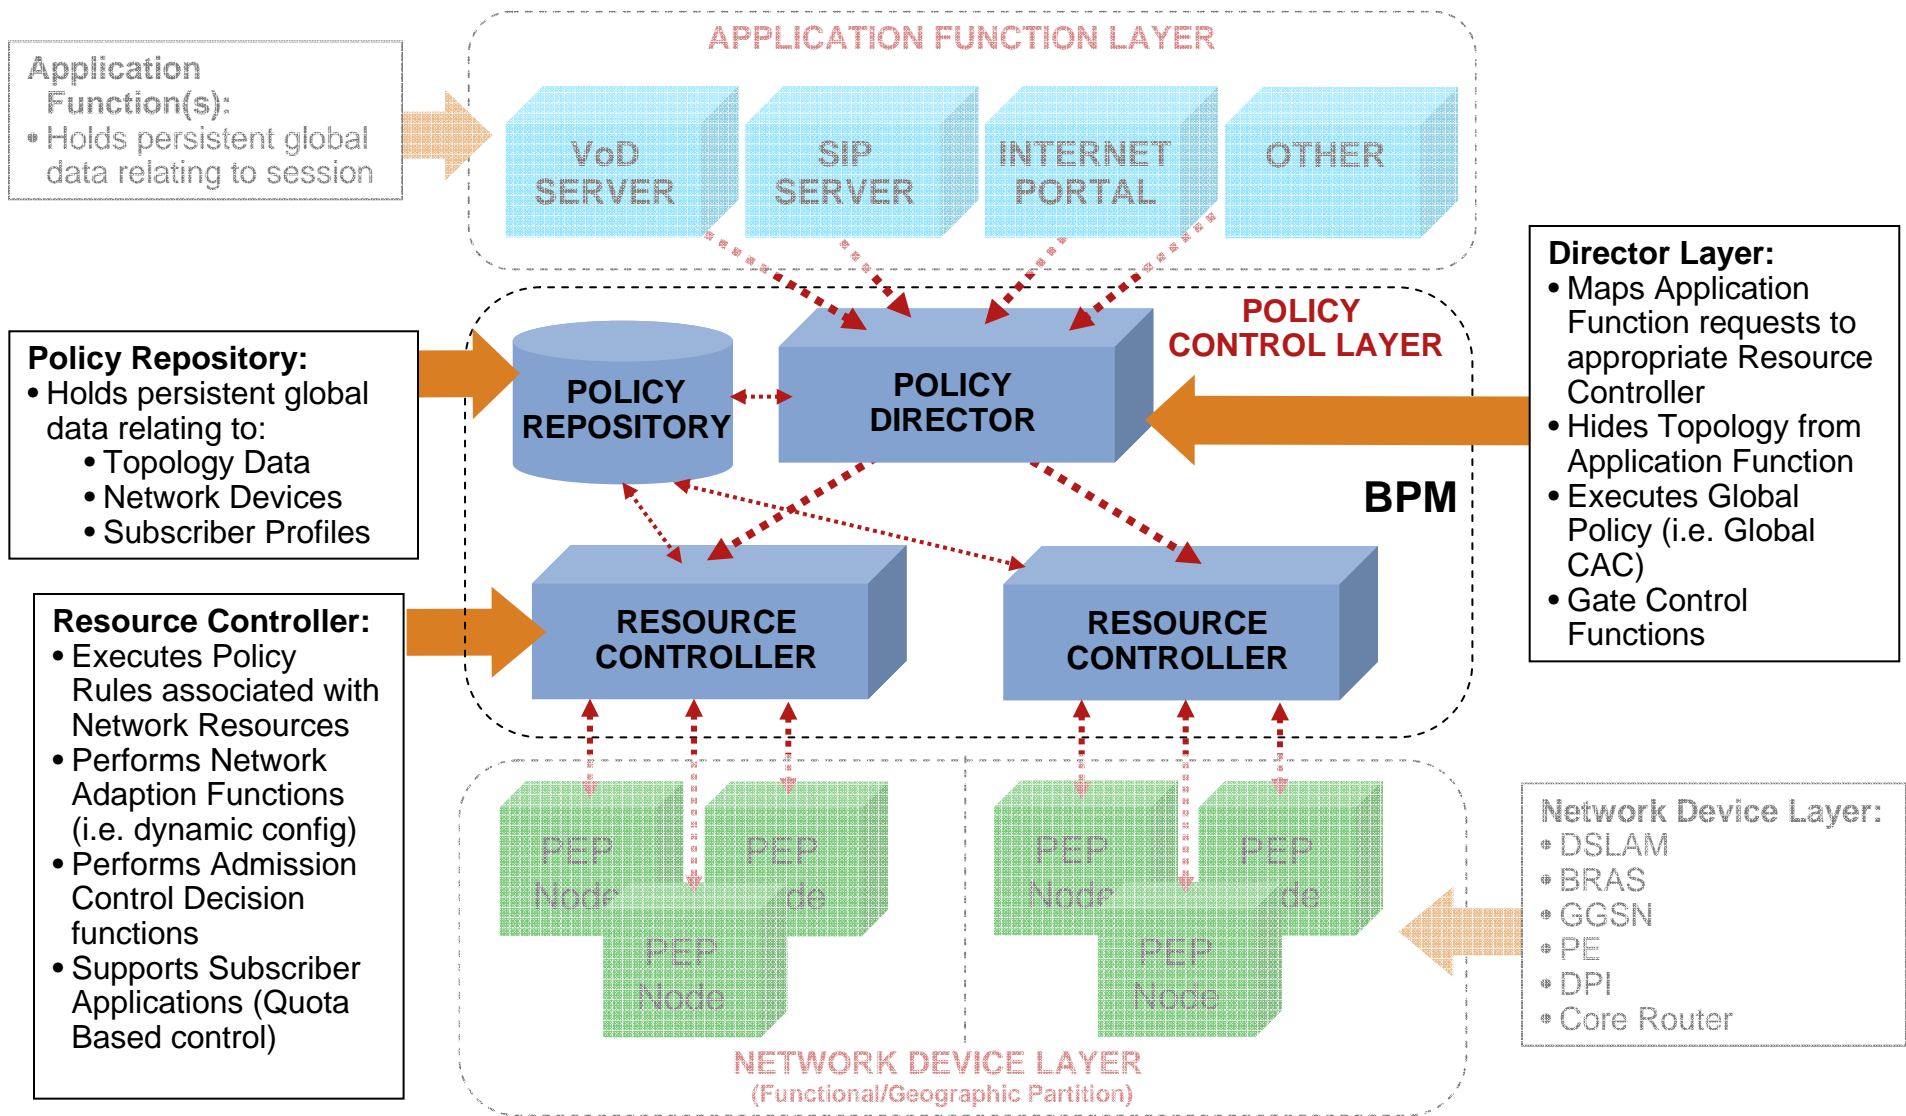 APPLICATION FUNCTION LAYER
Application
Function(s):
• Holds persistent global
data relating to session
VoD
SERVER
SIP
SERVER
INTERNET
PORTAL
OTHER
POLICY
CONTROL LAYER
Policy Repository:
• Holds persistent global
data relating to:
• Topology Data
• Network Devices
• Subscriber Profiles
POLICY
REPOSITORY
POLICY
DIRECTOR
Director Layer:
• Maps Application
Function requests to
appropriate Resource
Controller
• Hides Topology from
Application Function
• Executes Global
Policy (i.e. Global
CAC)
• Gate Control
Functions
BPM
Resource Controller:
• Executes Policy
Rules associated with
Network Resources
• Performs Network
Adaption Functions
(i.e. dynamic config)
• Performs Admission
Control Decision
functions
• Supports Subscriber
Applications (Quota
Based control)
RESOURCE
CONTROLLER
RESOURCE
CONTROLLER
PEP
Node
PEP
de
PEP
Node
PEP
Node
PEP
de
PEP
Node
Network Device Layer:
• DSLAM
• BRAS
• GGSN
• PE
• DPI
• Core Router
NETWORK DEVICE LAYER
(Functional/Geographic Partition)